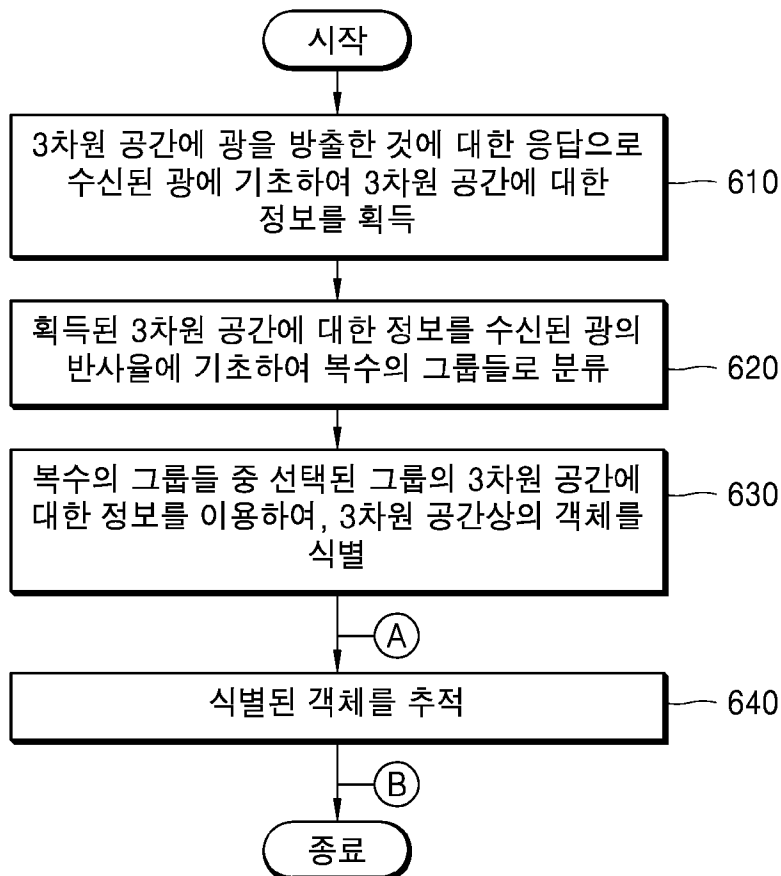 시작
3차원 공간에 광을 방출한 것에 대한 응답으로
수신된 광에 기초하여 3차원 공간에 대한
정보를 획득
610
획득된 3차원 공간에 대한 정보를 수신된 광의
반사율에 기초하여 복수의 그룹들로 분류
620
복수의 그룹들 중 선택된 그룹의 3차원 공간에
대한 정보를 이용하여, 3차원 공간상의 객체를
식별
630
A
식별된 객체를 추적
640
B
종료